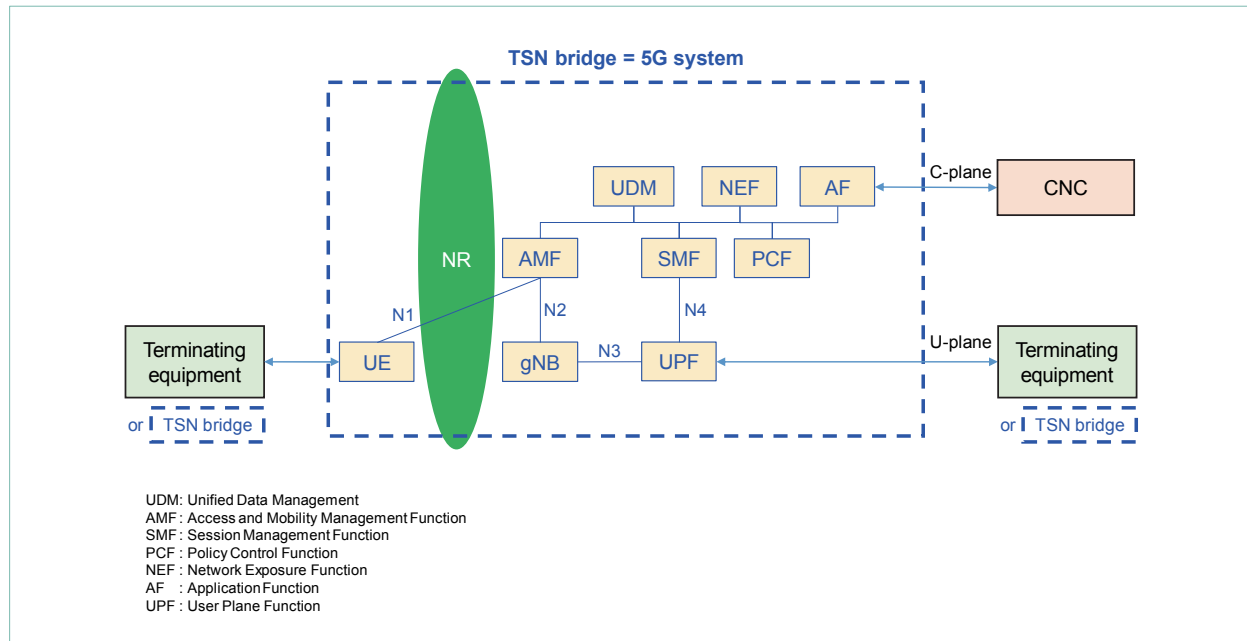 TSN bridge = 5G system
C-plane
UDM
NEF
AF
CNC
NR
AMF
SMF
PCF
N1
N2
N4
U-plane
Terminating
equipment
UE
gNB
N3
UPF
Terminating
equipment
or TSN bridge
or TSN bridge
UDM: Unified Data Management
AMF : Access and Mobility Management Function
SMF : Session Management Function
PCF : Policy Control Function
NEF : Network Exposure Function
AF : Application Function
UPF : User Plane Function